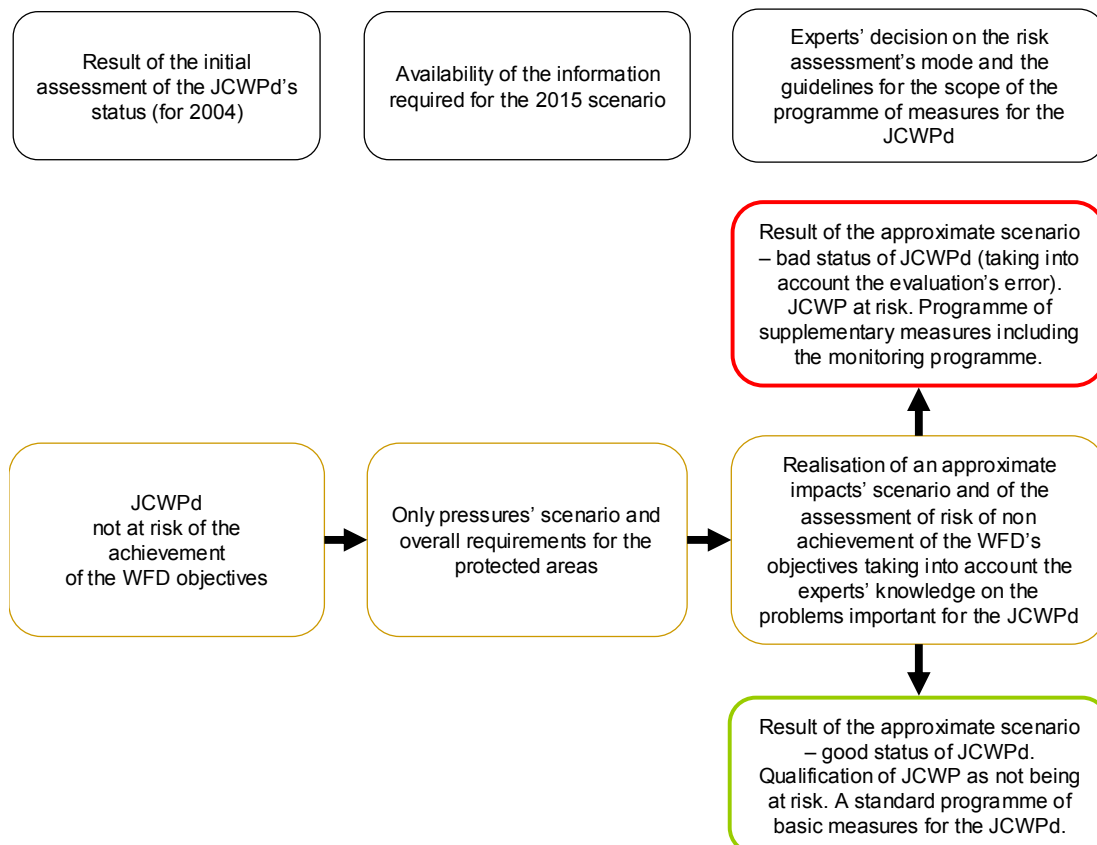 Result of the initial
assessment of the JCWPd’s
status (for 2004)
Availability of the information
required for the 2015 scenario
Experts’ decision on the risk
assessment’s mode and the
guidelines for the scope of the
programme of measures for the
JCWPd
Result of the approximate scenario
– bad status of JCWPd (taking into
account the evaluation’s error).
JCWP at risk. Programme of
supplementary measures including
the monitoring programme.
JCWPd
not at risk of the
achievement
of the WFD objectives
Only pressures’ scenario and
overall requirements for the
protected areas
Realisation of an approximate
impacts’ scenario and of the
assessment of risk of non
achievement of the WFD’s
objectives taking into account the
experts’ knowledge on the
problems important for the JCWPd
Result of the approximate scenario
– good status of JCWPd.
Qualification of JCWP as not being
at risk. A standard programme of
basic measures for the JCWPd.